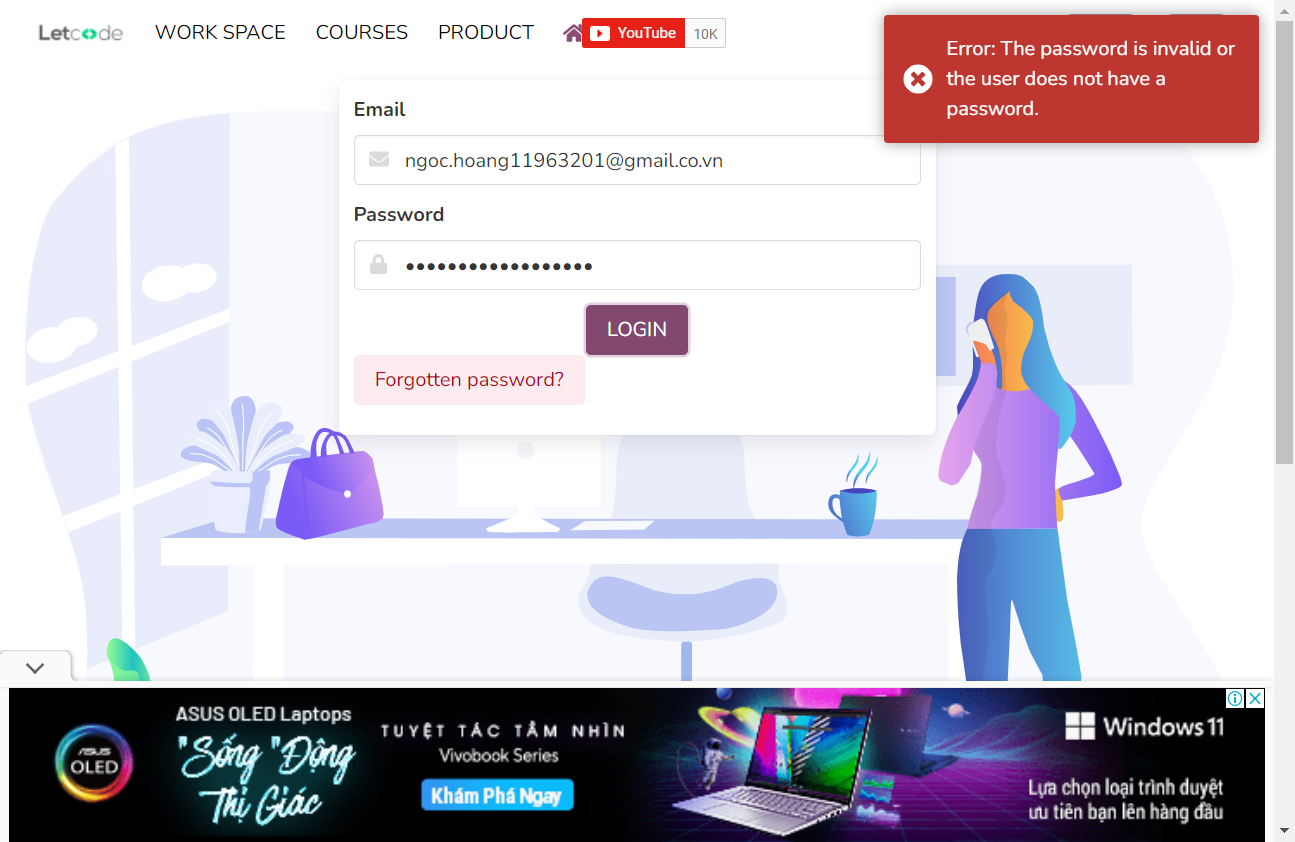 Letcode
WORK SPACE
COURSES
PRODUCT
YouTube
10K
Error: The password is invalid or
the user does not have a
password.
Email
ngoc.hoang11963201@gmail.co.vn
Password
••••••••••••••••••
LOGIN
Forgotten password?
ASUS OLED Laptops
"Sống "Động
Thị Giác
ASUS
OLED
TUYỆT TÁC TẦM NHÌN
Vivobook Series
Khám Phá Ngay
Windows 11
Lựa chọn loại trình duyệt
ưu tiên bạn lên hàng đầu